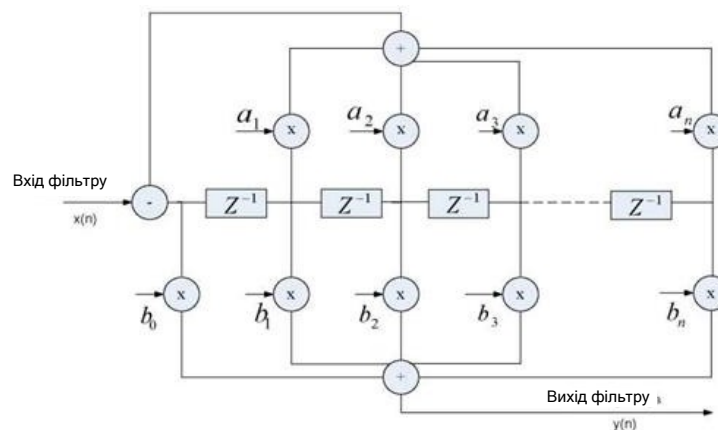 +
a₁ a₂ a₃ aₙ
x x x x
Вхід фільтру
x(n)
- Z⁻¹ Z⁻¹ Z⁻¹ Z⁻¹
x x x x x
b₀ b₁ b₂ b₃ bₙ
+
Вихід фільтру
y(n)